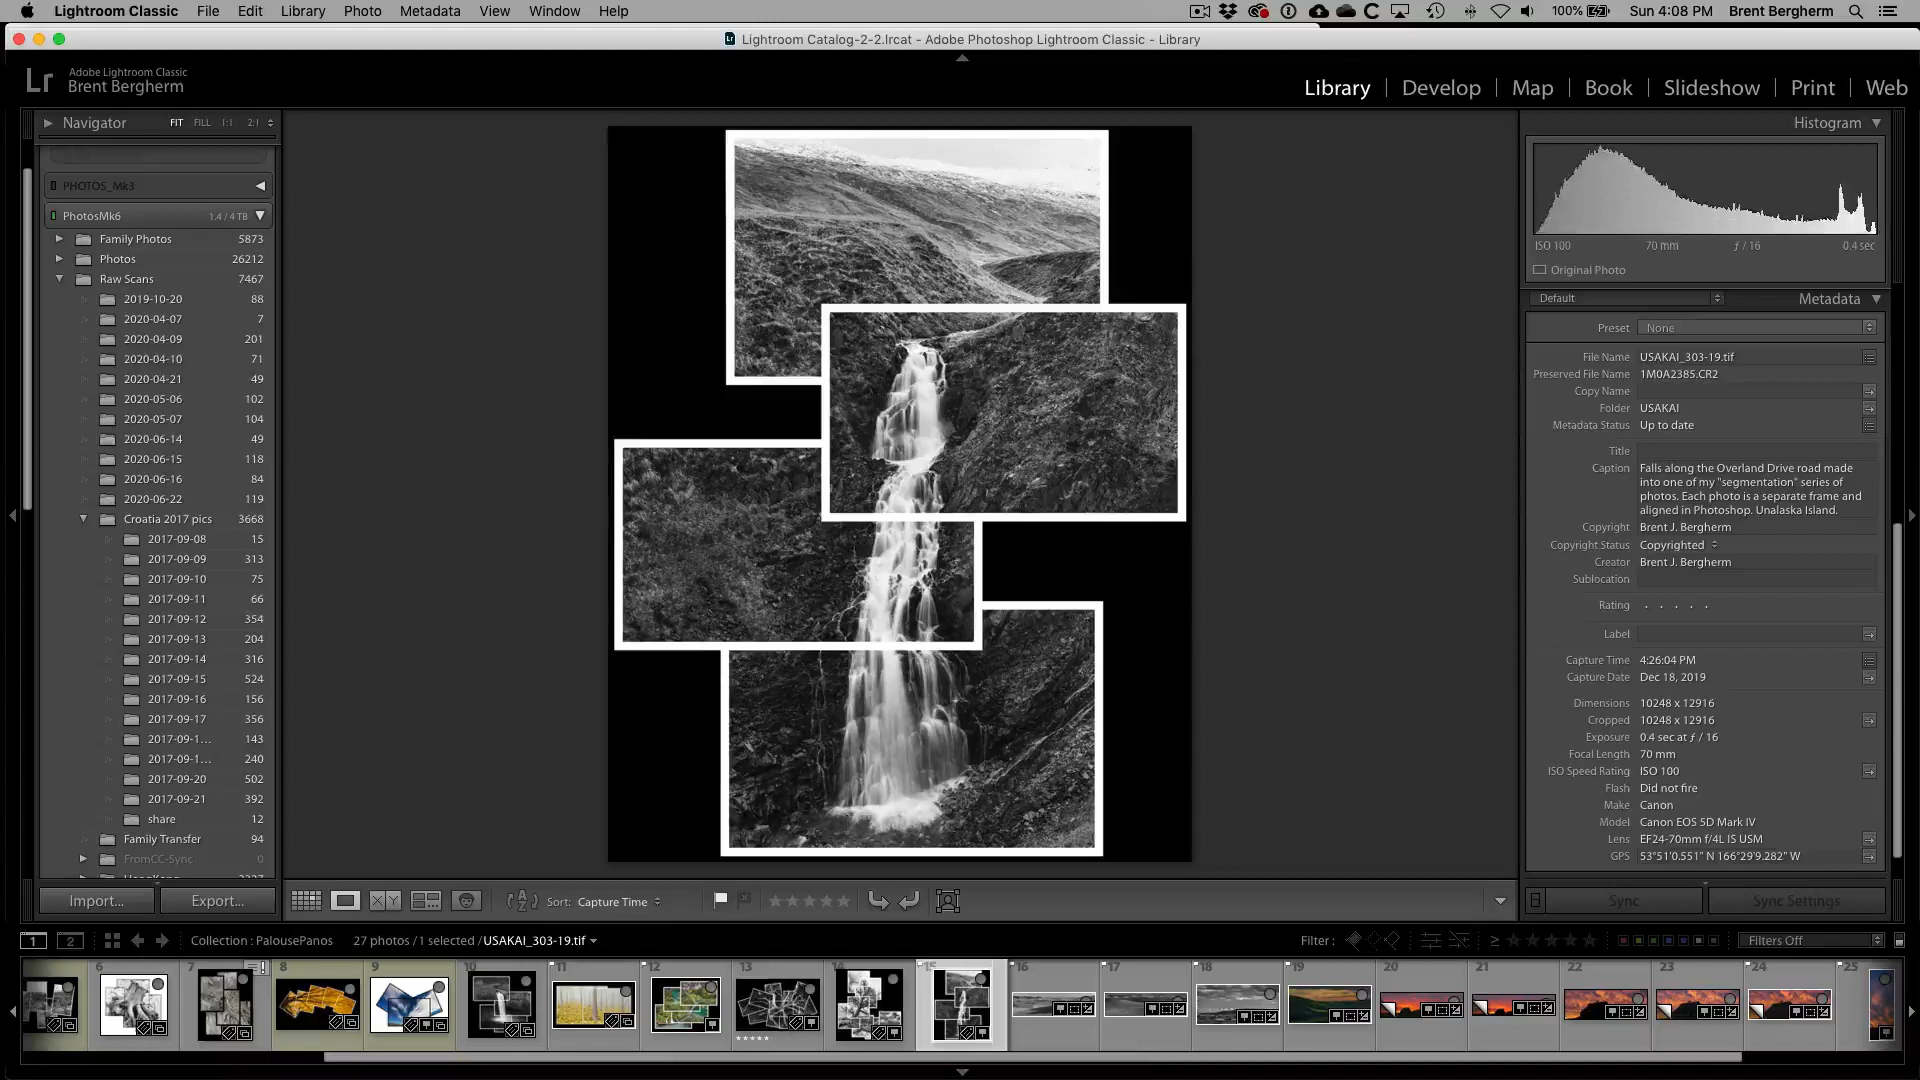 Lightroom Classic File Edit Library Photo Metadata View Window Help 100% Sun 4:08 PM Brent Bergherm
Lightroom Catalog-2-2.lrcat - Adobe Photoshop Lightroom Classic - Library
Lr Adobe Lightroom Classic
Brent Bergherm
Library | Develop | Map | Book | Slideshow | Print | Web
Navigator FIT FILL 1:1 2:1
PHOTOS_Mk3
PhotosMk6 1.4 / 4 TB
Family Photos 5873
Photos 26212
Raw Scans 7467
2019-10-20 88
2020-04-07 7
2020-04-09 201
2020-04-10 71
2020-04-21 49
2020-05-06 102
2020-05-07 104
2020-06-14 49
2020-06-15 118
2020-06-16 84
2020-06-22 119
Croatia 2017 pics 3668
2017-09-08 15
2017-09-09 313
2017-09-10 75
2017-09-11 66
2017-09-12 354
2017-09-13 204
2017-09-14 316
2017-09-15 524
2017-09-16 156
2017-09-17 356
2017-09-1... 143
2017-09-1... 240
2017-09-20 502
2017-09-21 392
share 12
Family Transfer 94
FromCC-Sync 0
Import... Export...
Histogram
ISO 100 70 mm ƒ / 16 0.4 sec
Original Photo
Default Metadata
Preset None
File Name USAKAI_303-19.tif
Preserved File Name 1M0A2385.CR2
Copy Name
Folder USAKAI
Metadata Status Up to date
Title
Caption Falls along the Overland Drive road made
into one of my "segmentation" series of
photos. Each photo is a separate frame and
aligned in Photoshop. Unalaska Island.
Copyright Brent J. Bergherm
Copyright Status Copyrighted
Creator Brent J. Bergherm
Sublocation
Rating
Label
Capture Time 4:26:04 PM
Capture Date Dec 18, 2019
Dimensions 10248 x 12916
Cropped 10248 x 12916
Exposure 0.4 sec at ƒ / 16
Focal Length 70 mm
ISO Speed Rating ISO 100
Flash Did not fire
Make Canon
Model Canon EOS 5D Mark IV
Lens EF24-70mm f/4L IS USM
GPS 53°51'0.551" N 166°29'9.282" W
XY Sort: Capture Time
Sync Sync Settings
1 2 Collection : PalousePanos 27 photos / 1 selected / USAKAI_303-19.tif Filter : Filters Off
6 7 8 9 10 11 12 13 14 15 16 17 18 19 20 21 22 23 24 25